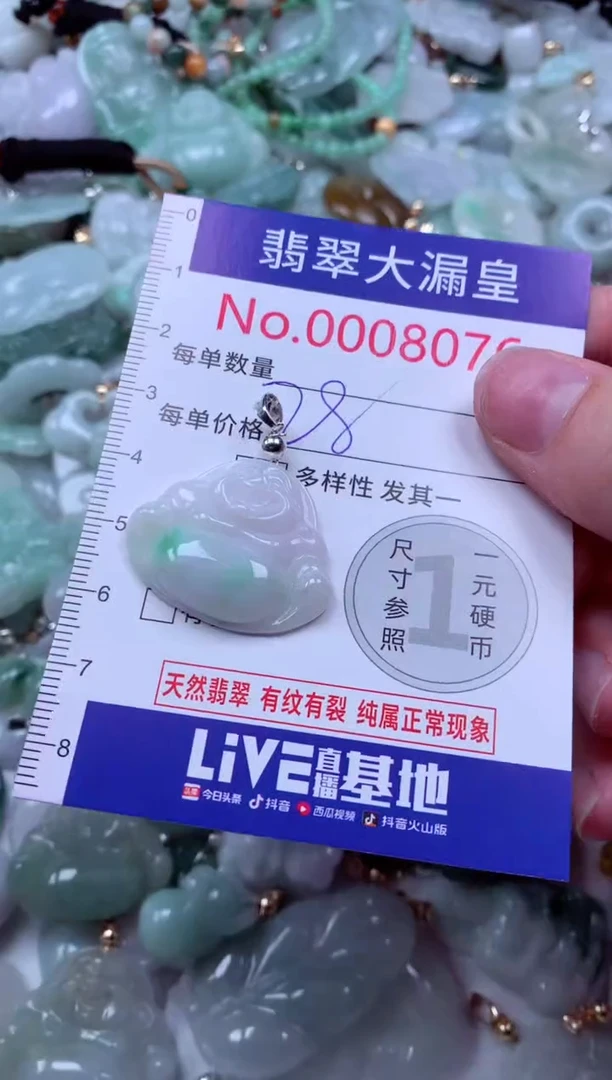 0
翡翠大漏皇
1
No.000807
2
每单数量
3
每单价格 28
4
多样性 发其一
5
尺寸参照
1
一元硬币
6
7
天然翡翠 有纹有裂 纯属正常现象
8
LiVE直播基地
头条 今日头条 抖音 西瓜视频 抖音火山版